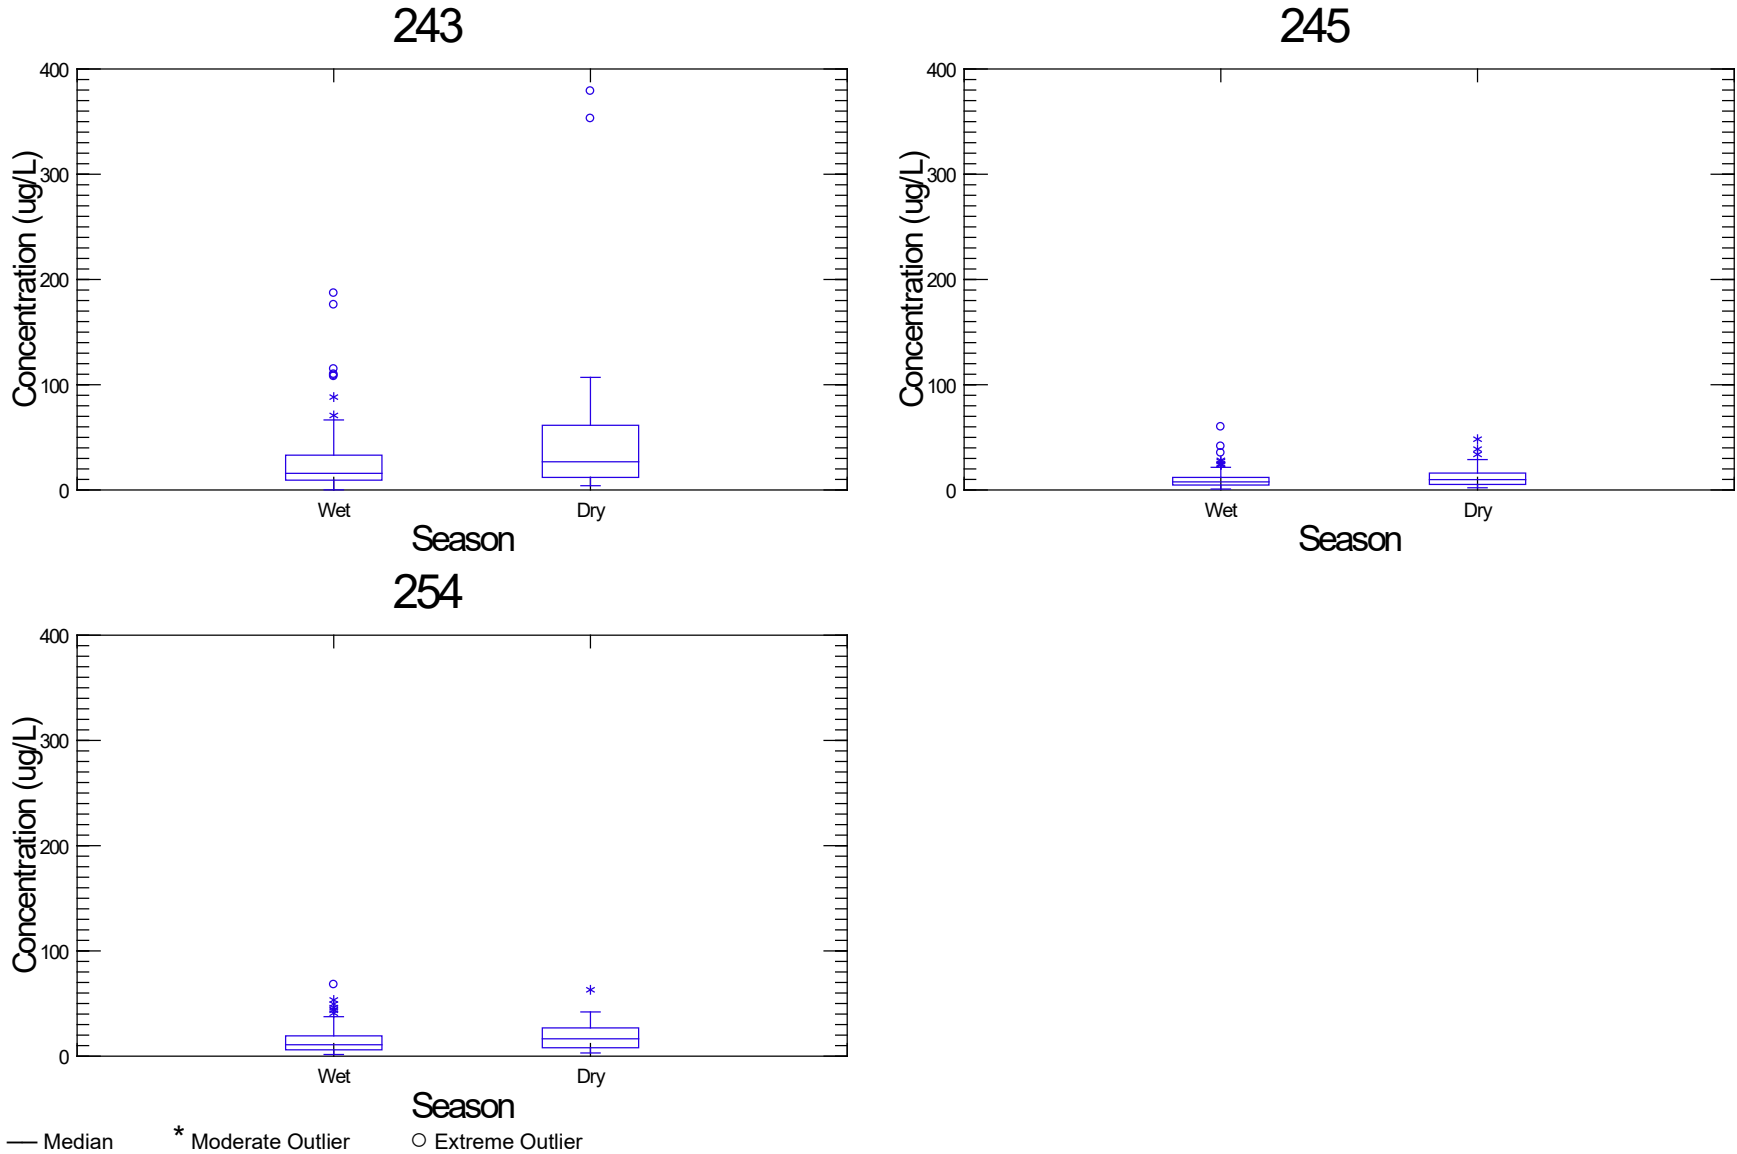 243
400
300
200
100
0
Concentration (ug/L)
Wet Dry
Season
245
400
300
200
100
0
Concentration (ug/L)
Wet Dry
Season
254
400
300
200
100
0
Concentration (ug/L)
Wet Dry
Season
— Median * Moderate Outlier ○ Extreme Outlier